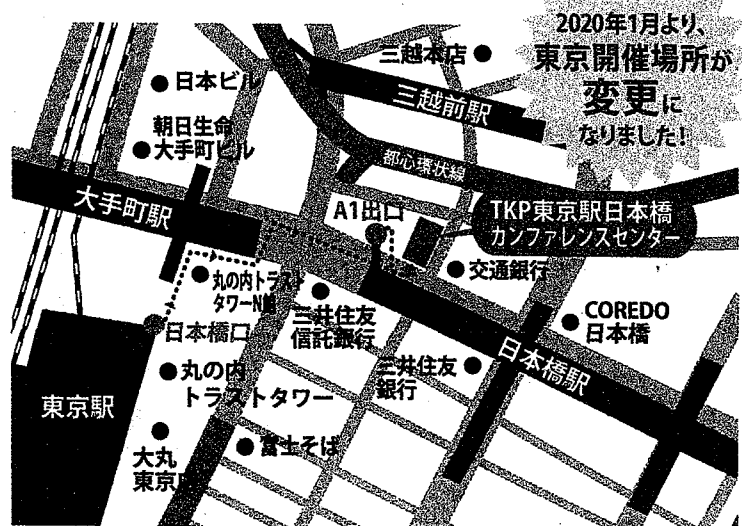 2020年1月より、
東京開催場所が
変更に
なりました!
三越本店
日本ビル
三越前駅
朝日生命
大手町ビル
都心環状線
大手町駅
A1出口
TKP東京駅日本橋
カンファレンスセンター
交通銀行
丸の内トラスト
タワーN館
三井住友
信託銀行
COREDO
日本橋
日本橋口
日本橋駅
三井住友
銀行
丸の内
トラストタワー
東京駅
富士そば
大丸
東京店